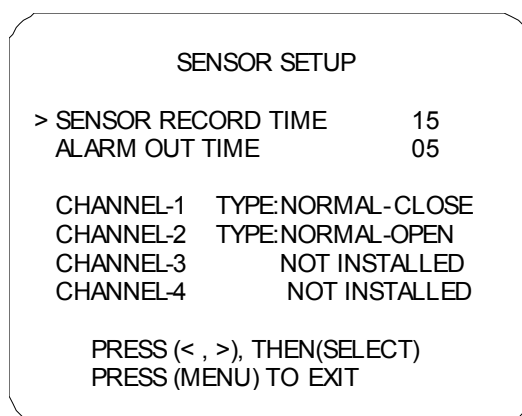 SENSOR SETUP
> SENSOR RECORD TIME 15
ALARM OUT TIME 05
CHANNEL-1 TYPE:NORMAL-CLOSE
CHANNEL-2 TYPE:NORMAL-OPEN
CHANNEL-3 NOT INSTALLED
CHANNEL-4 NOT INSTALLED
PRESS (< , >), THEN(SELECT)
PRESS (MENU) TO EXIT